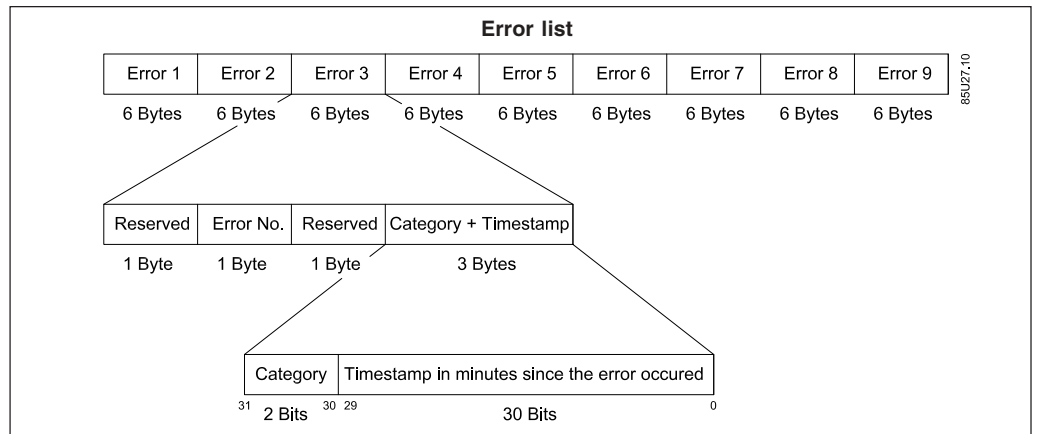 Error list
Error 1 Error 2 Error 3 Error 4 Error 5 Error 6 Error 7 Error 8 Error 9
85U27.10
6 Bytes 6 Bytes 6 Bytes 6 Bytes 6 Bytes 6 Bytes 6 Bytes 6 Bytes 6 Bytes
Reserved Error No. Reserved Category + Timestamp
1 Byte 1 Byte 1 Byte 3 Bytes
Category Timestamp in minutes since the error occured
31 30 29 0
2 Bits 30 Bits